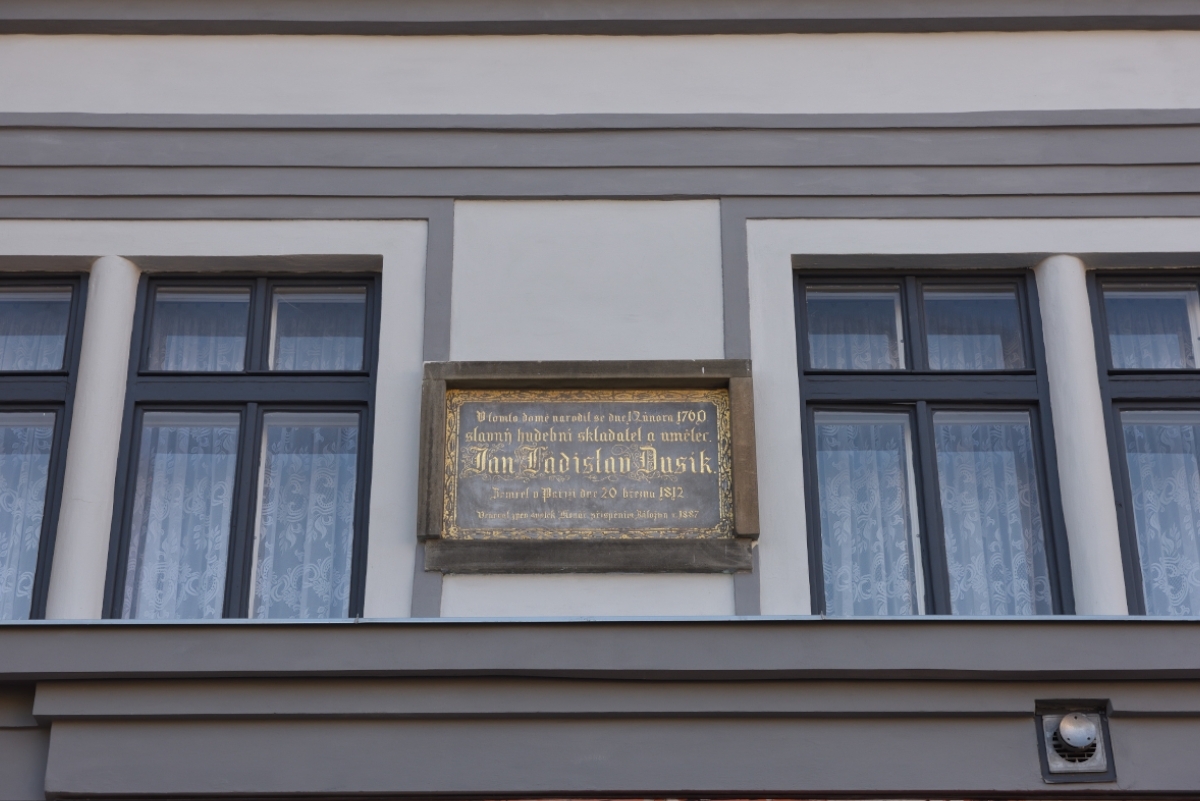 V tomto domě narodil se dne 12 února 1760
slavný hudební skladatel a umělec.
Jan Ladislav Dusík.
Zemřel v Paříži dne 20 března 1812
1887